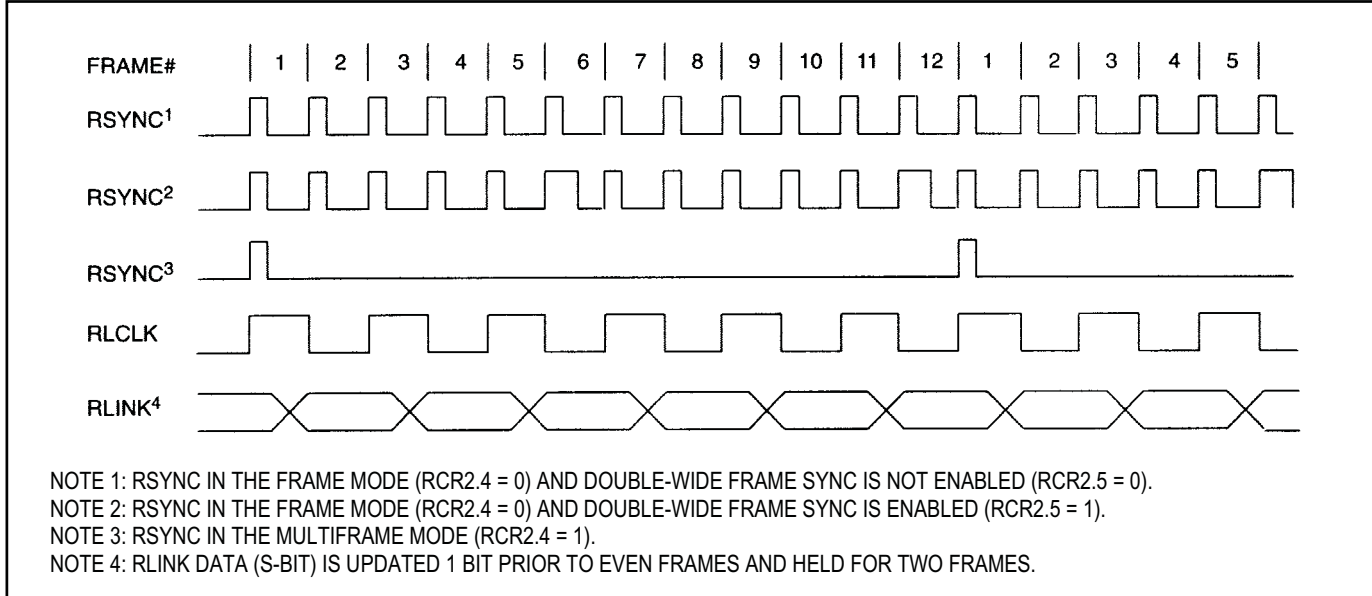 FRAME# 1 2 3 4 5 6 7 8 9 10 11 12 1 2 3 4 5
RSYNC1
RSYNC2
RSYNC3
RLCLK
RLINK4
NOTE 1: RSYNC IN THE FRAME MODE (RCR2.4 = 0) AND DOUBLE-WIDE FRAME SYNC IS NOT ENABLED (RCR2.5 = 0).
NOTE 2: RSYNC IN THE FRAME MODE (RCR2.4 = 0) AND DOUBLE-WIDE FRAME SYNC IS ENABLED (RCR2.5 = 1).
NOTE 3: RSYNC IN THE MULTIFRAME MODE (RCR2.4 = 1).
NOTE 4: RLINK DATA (S-BIT) IS UPDATED 1 BIT PRIOR TO EVEN FRAMES AND HELD FOR TWO FRAMES.